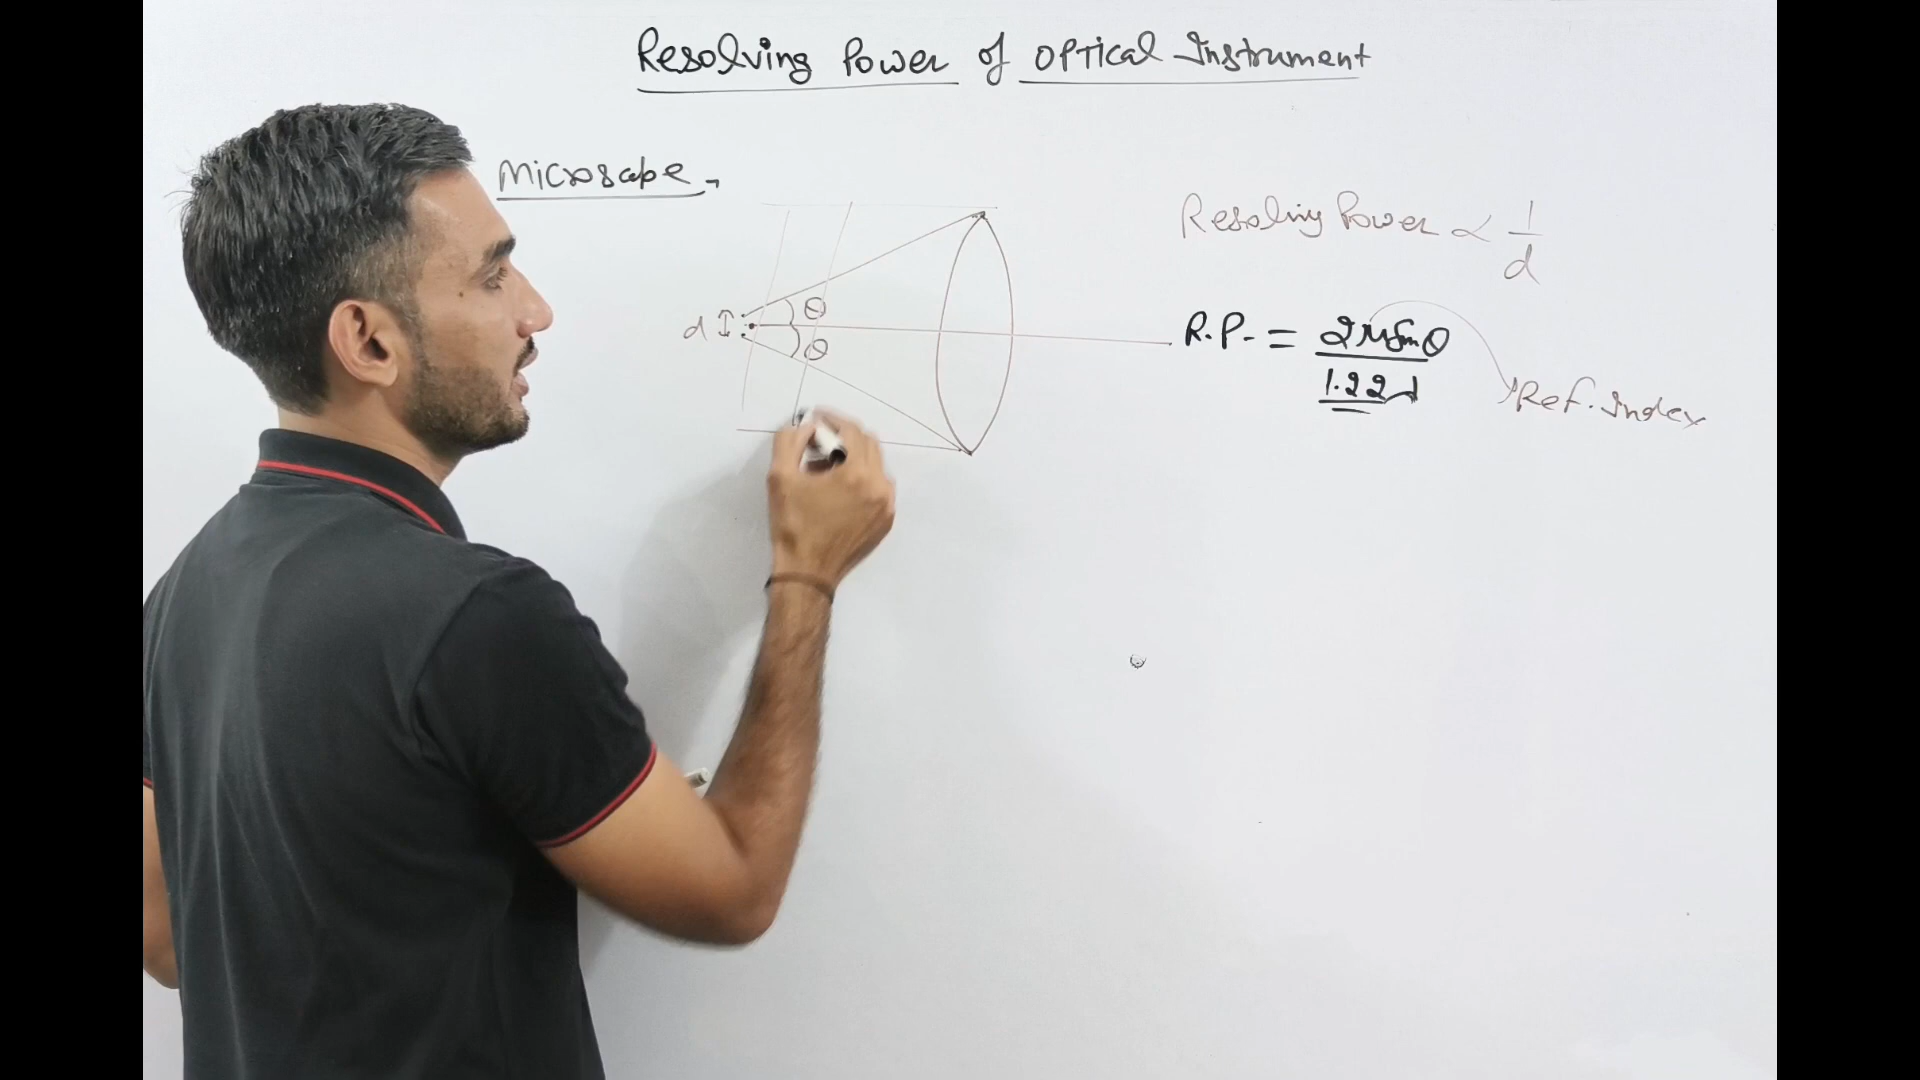 Resolving Power of Optical Instrument
Microscope
Resolving Power ∝ 1/d
d θ
θ
R.P. = 2μSinθ / 1.22λ
Ref. Index